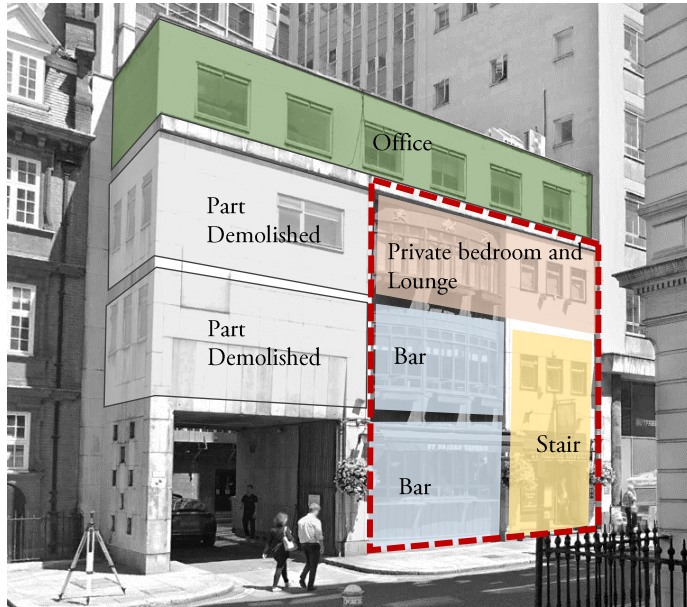 Office
Part
Demolished
Private bedroom and
Lounge
Part
Demolished
Bar
Stair
Bar